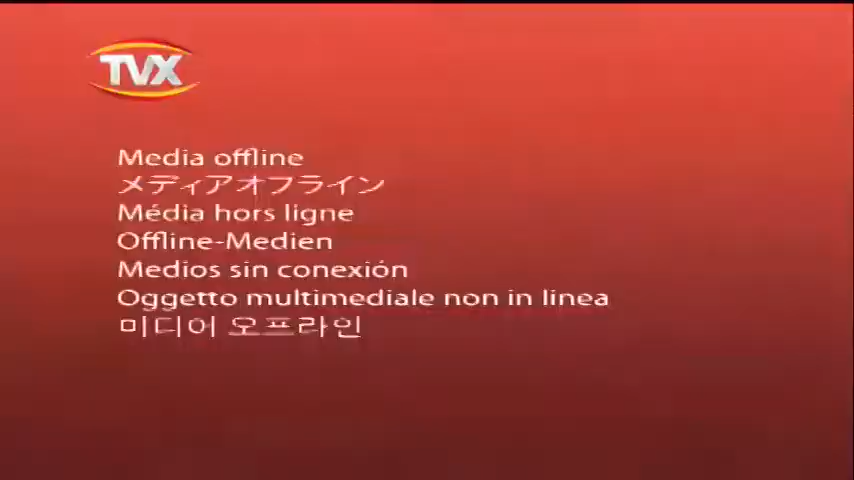 TVX
Media offline
メディアオフライン
Média hors ligne
Offline-Medien
Medios sin conexión
Oggetto multimediale non in linea
미디어 오프라인